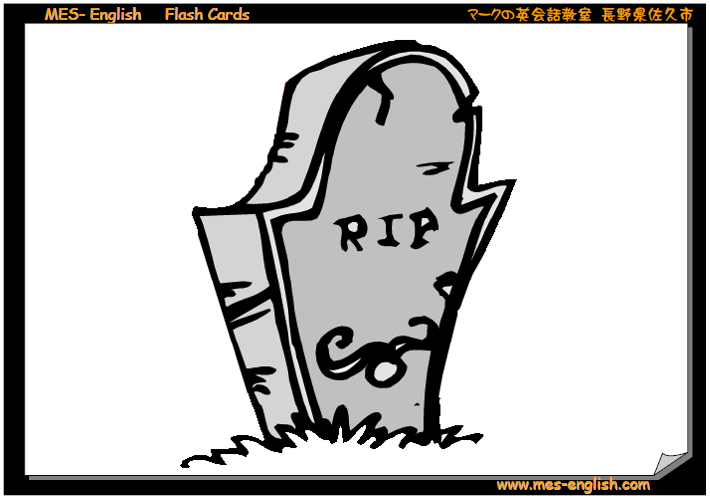 MES- English Flash Cards
マークの英会話教室 長野県佐久市
RIP
www.mes-english.com